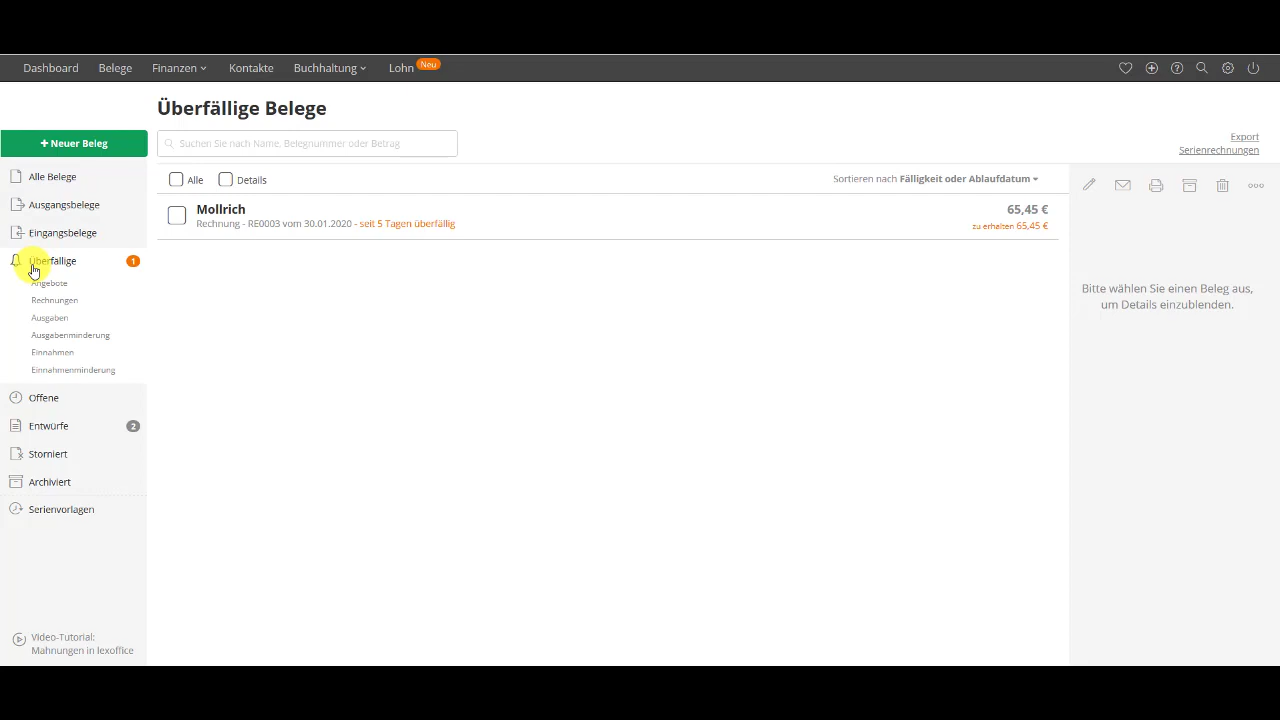 Dashboard Belege Finanzen Kontakte Buchhaltung Lohn Neu
Überfällige Belege
+ Neuer Beleg
Suchen Sie nach Name, Belegnummer oder Betrag
Export
Serienrechnungen
Alle Belege
Ausgangsbelege
Eingangsbelege
Überfällige 1
Angebote
Rechnungen
Ausgaben
Ausgabenminderung
Einnahmen
Einnahmenminderung
Offene
Entwürfe 2
Storniert
Archiviert
Serienvorlagen
Video-Tutorial:
Mahnungen in lexoffice
Alle Details Sortieren nach Fälligkeit oder Ablaufdatum
Mollrich 65,45 €
Rechnung - RE0003 vom 30.01.2020 - seit 5 Tagen überfällig zu erhalten 65,45 €
Bitte wählen Sie einen Beleg aus,
um Details einzublenden.